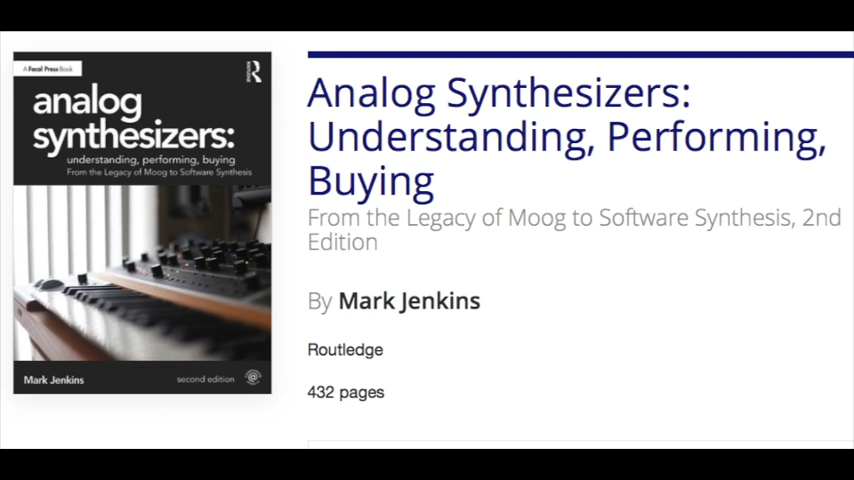 A Focal Press Book
ROUTLEDGE
analog
synthesizers:
understanding, performing, buying
From the Legacy of Moog to Software Synthesis
Mark Jenkins
second edition
Analog Synthesizers:
Understanding, Performing,
Buying
From the Legacy of Moog to Software Synthesis, 2nd
Edition
By Mark Jenkins
Routledge
432 pages